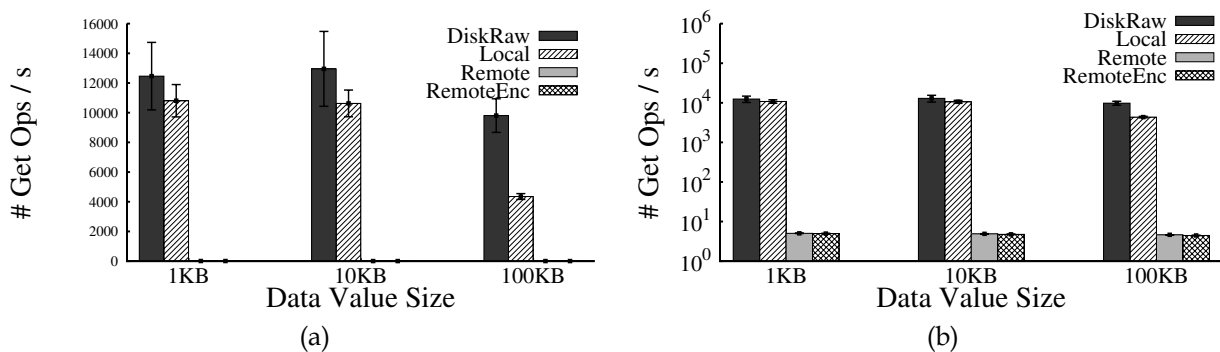 16000
14000
12000
10000
8000
6000
4000
2000
0
# Get Ops / s
DiskRaw
Local
Remote
RemoteEnc
1KB 10KB 100KB
Data Value Size
(a)
10^6
10^5
10^4
10^3
10^2
10^1
10^0
# Get Ops / s
DiskRaw
Local
Remote
RemoteEnc
1KB 10KB 100KB
Data Value Size
(b)